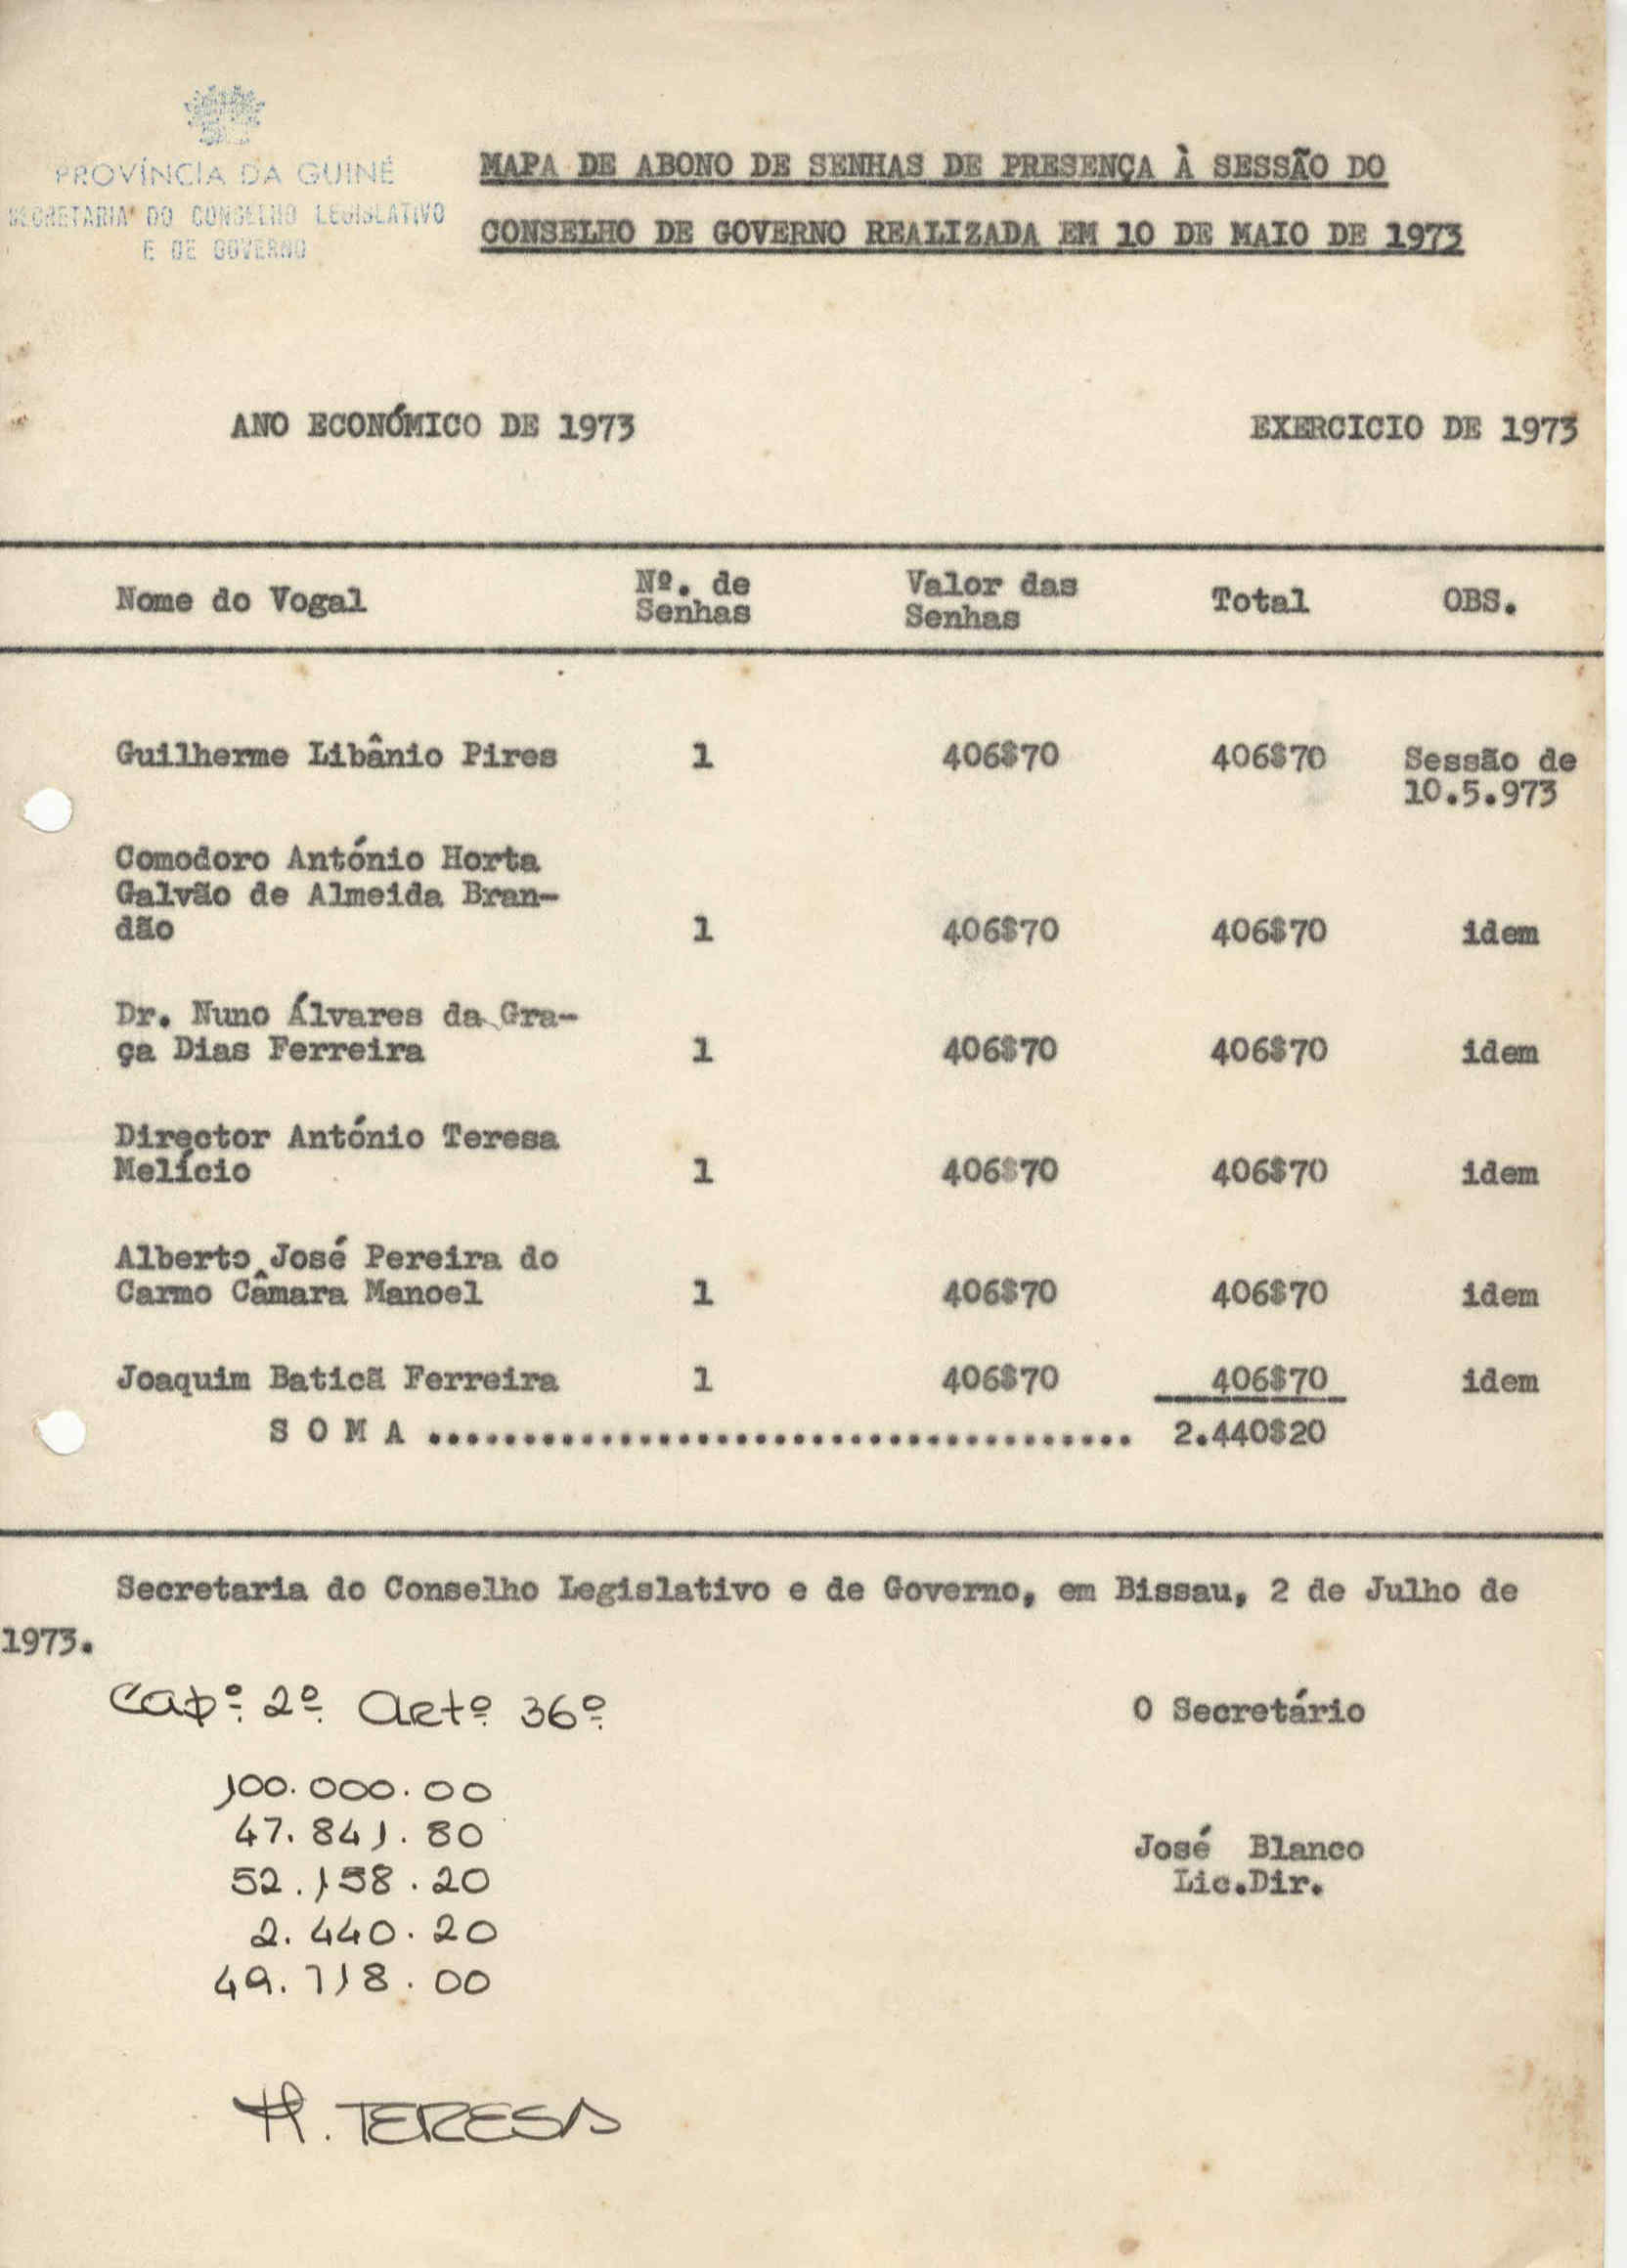 PROVÍNCIA DA GUINÉ
SECRETARIA DO CONSELHO LEGISLATIVO
E DE GOVERNO
MAPA DE ABONO DE SENHAS DE PRESENÇA À SESSÃO DO
CONSELHO DE GOVERNO REALIZADA EM 10 DE MAIO DE 1973
ANO ECONÓMICO DE 1973 EXERCICIO DE 1973
Nome do Vogal Nº. de Senhas Valor das Senhas Total OBS.
Guilherme Libânio Pires 1 406$70 406$70 Sessão de
10.5.973
Comodoro António Horta
Galvão de Almeida Bran-
dão 1 406$70 406$70 idem
Dr. Nuno Álvares da Gra-
ça Dias Ferreira 1 406$70 406$70 idem
Director António Teresa
Melício 1 406$70 406$70 idem
Alberto José Pereira do
Carmo Câmara Manoel 1 406$70 406$70 idem
Joaquim Baticã Ferreira 1 406$70 406$70 idem
S O M A ..................................... 2.440$20
Secretaria do Conselho Legislativo e de Governo, em Bissau, 2 de Julho de
1973.
Capº. 2º. Artº. 36º.
O Secretário
100.000.00
47.841.80
52.158.20
2.440.20
49.718.00
José Blanco
Lic.Dir.
H. TERESA